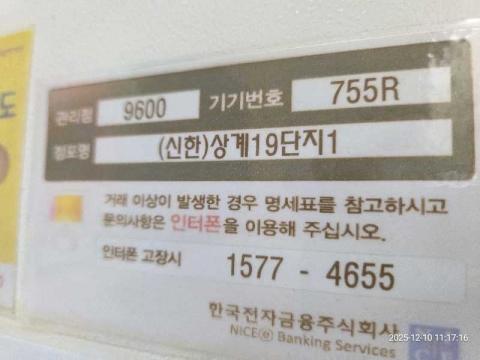 관리점 9600 기기번호 755R
점포명 (신한)상계19단지1
거래 이상이 발생한 경우 명세표를 참고하시고
문의사항은 인터폰을 이용해 주십시오.
인터폰 고장시 1577 - 4655
한국전자금융주식회사
NICE Banking Services
2025-12-10 11:17:16
도